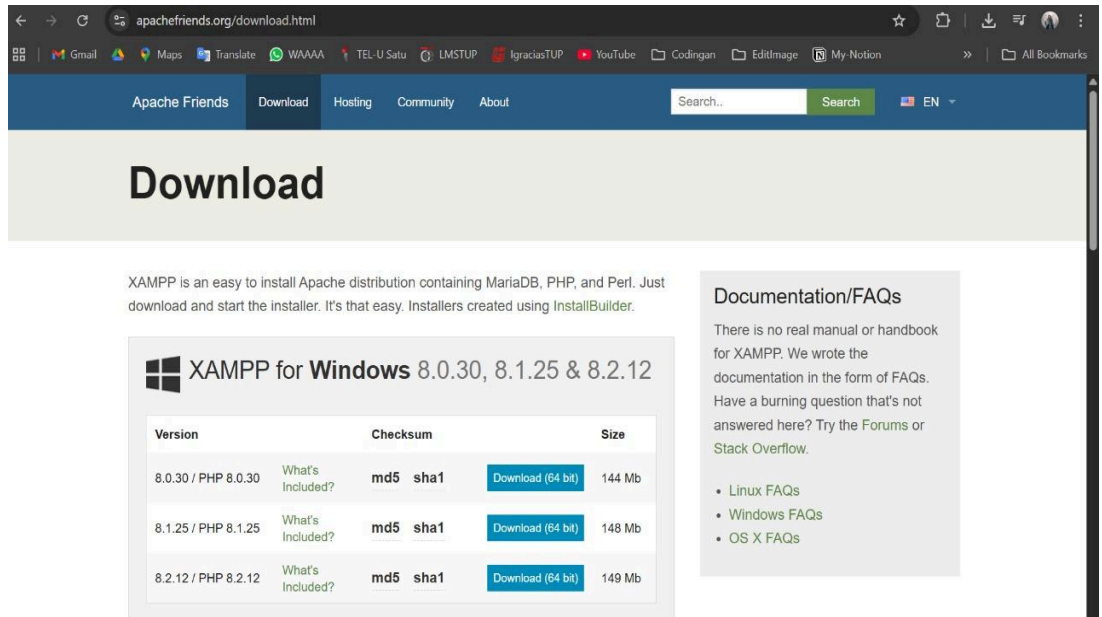 apachefriends.org/download.html
Gmail Maps Translate WAAAA TEL-U Satu LMSTUP IgraciasTUP YouTube Codingan EditImage My-Notion » All Bookmarks
Apache Friends Download Hosting Community About Search.. Search EN
Download
XAMPP is an easy to install Apache distribution containing MariaDB, PHP, and Perl. Just
download and start the installer. It's that easy. Installers created using InstallBuilder.
XAMPP for Windows 8.0.30, 8.1.25 & 8.2.12
Version Checksum Size
8.0.30 / PHP 8.0.30 What's Included? md5 sha1 Download (64 bit) 144 Mb
8.1.25 / PHP 8.1.25 What's Included? md5 sha1 Download (64 bit) 148 Mb
8.2.12 / PHP 8.2.12 What's Included? md5 sha1 Download (64 bit) 149 Mb
Documentation/FAQs
There is no real manual or handbook
for XAMPP. We wrote the
documentation in the form of FAQs.
Have a burning question that's not
answered here? Try the Forums or
Stack Overflow.
• Linux FAQs
• Windows FAQs
• OS X FAQs